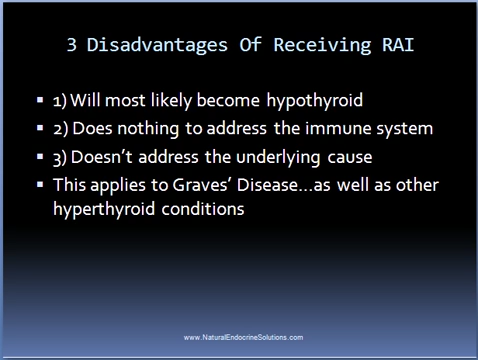 3 Disadvantages Of Receiving RAI
▪ 1) Will most likely become hypothyroid
▪ 2) Does nothing to address the immune system
▪ 3) Doesn’t address the underlying cause
▪ This applies to Graves’ Disease…as well as other
hyperthyroid conditions
www.NaturalEndocrineSolutions.com